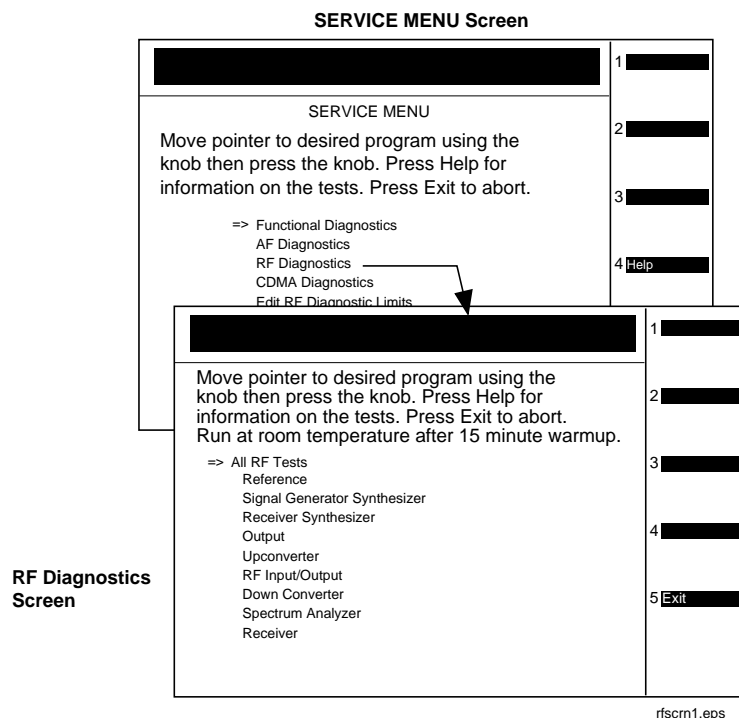 SERVICE MENU Screen
1
SERVICE MENU
2
Move pointer to desired program using the
knob then press the knob. Press Help for
information on the tests. Press Exit to abort.
3
=> Functional Diagnostics
AF Diagnostics
RF Diagnostics
4 Help
CDMA Diagnostics
Edit RF Diagnostic Limits
1
Move pointer to desired program using the
knob then press the knob. Press Help for
information on the tests. Press Exit to abort.
Run at room temperature after 15 minute warmup.
2
=> All RF Tests
3
Reference
Signal Generator Synthesizer
Receiver Synthesizer
Output
4
Upconverter
RF Input/Output
Down Converter
Spectrum Analyzer
Receiver
5 Exit
RF Diagnostics
Screen
rfscrn1.eps